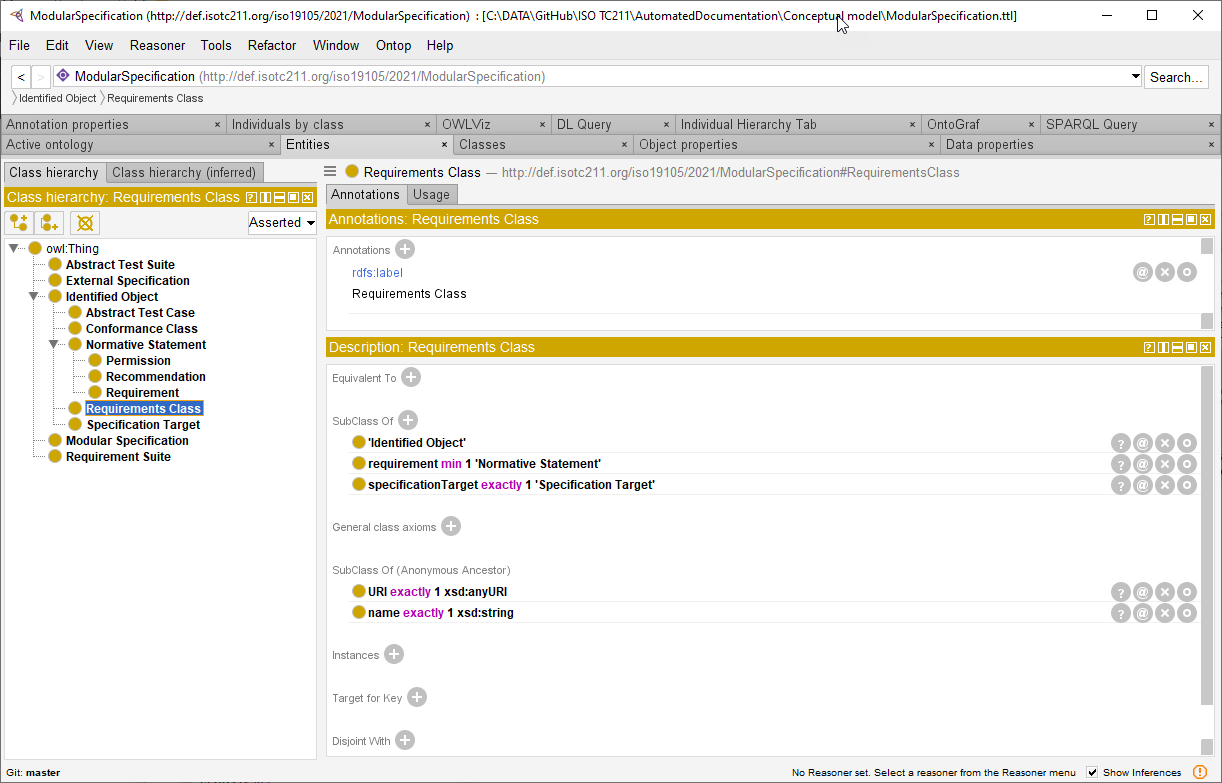 ModularSpecification (http://def.isotc211.org/iso19105/2021/ModularSpecification) : [C:\DATA\GitHub\ISO TC211\AutomatedDocumentation\Conceptual model\ModularSpecification.ttl]
File Edit View Reasoner Tools Refactor Window Ontop Help
< > ModularSpecification (http://def.isotc211.org/iso19105/2021/ModularSpecification) Search...
Identified Object Requirements Class
Annotation properties × Individuals by class × OWLViz × DL Query × Individual Hierarchy Tab × OntoGraf × SPARQL Query ×
Active ontology × Entities × Classes × Object properties × Data properties ×
Class hierarchy Class hierarchy (inferred)
Class hierarchy: Requirements Class
Asserted
owl:Thing
Abstract Test Suite
External Specification
Identified Object
Abstract Test Case
Conformance Class
Normative Statement
Permission
Recommendation
Requirement
Requirements Class
Specification Target
Modular Specification
Requirement Suite
Requirements Class — http://def.isotc211.org/iso19105/2021/ModularSpecification#RequirementsClass
Annotations Usage
Annotations: Requirements Class
Annotations
rdfs:label
Requirements Class
Description: Requirements Class
Equivalent To
SubClass Of
'Identified Object'
requirement min 1 'Normative Statement'
specificationTarget exactly 1 'Specification Target'
General class axioms
SubClass Of (Anonymous Ancestor)
URI exactly 1 xsd:anyURI
name exactly 1 xsd:string
Instances
Target for Key
Disjoint With
Git: master
No Reasoner set. Select a reasoner from the Reasoner menu Show Inferences